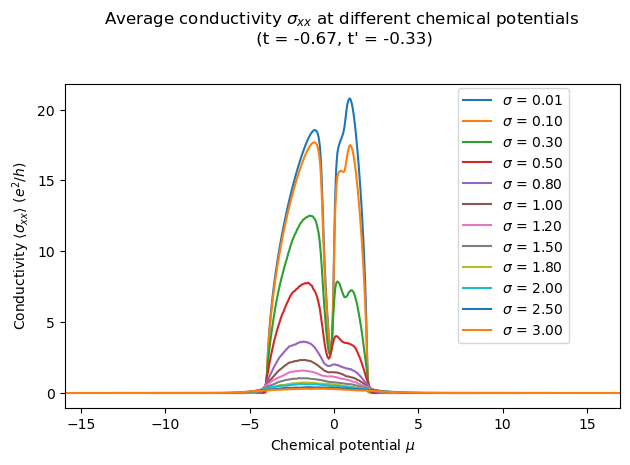 Average conductivity σxx at different chemical potentials
(t = -0.67, t' = -0.33)
Conductivity ⟨σxx⟩ (e²/h)
20
15
10
5
0
σ = 0.01
σ = 0.10
σ = 0.30
σ = 0.50
σ = 0.80
σ = 1.00
σ = 1.20
σ = 1.50
σ = 1.80
σ = 2.00
σ = 2.50
σ = 3.00
−15 −10 −5 0 5 10 15
Chemical potential μ